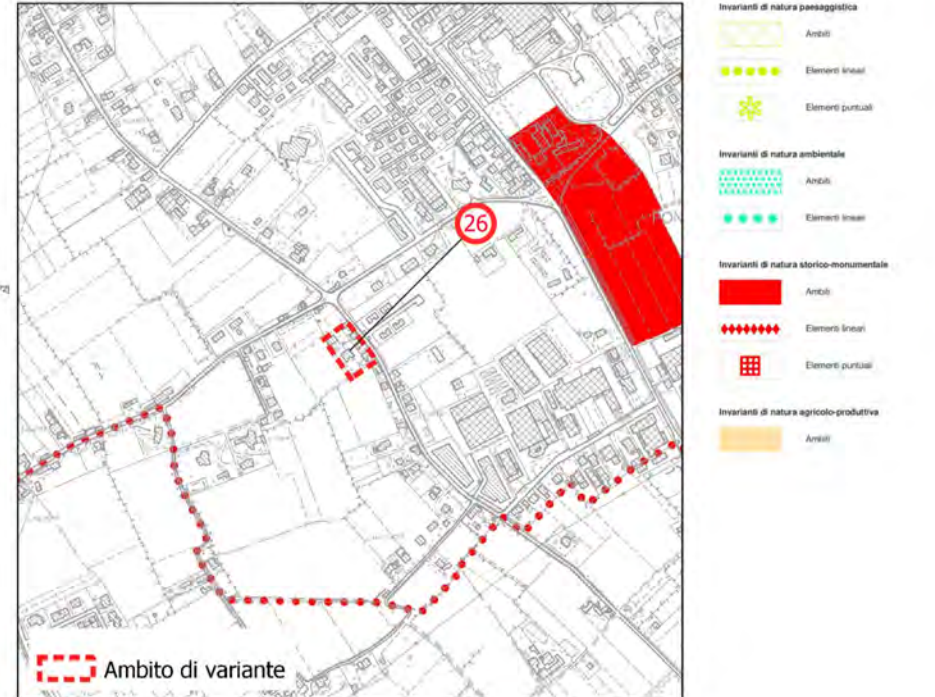 Invarianti di natura paesaggistica
Ambiti
Elementi lineari
Elementi puntuali
Invarianti di natura ambientale
Ambiti
Elementi lineari
Invarianti di natura storico-monumentale
Ambiti
Elementi lineari
Elementi puntuali
Invarianti di natura agricolo-produttiva
Ambiti
26
Ambito di variante